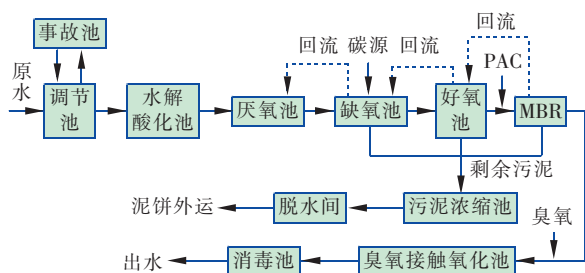 事故池
回流
碳源
回流
回流
PAC
原
水
调节
池
水解
酸化池
厌氧池
缺氧池
好氧
池
MBR
剩余污泥
泥饼外运
脱水间
污泥浓缩池
臭氧
出水
消毒池
臭氧接触氧化池